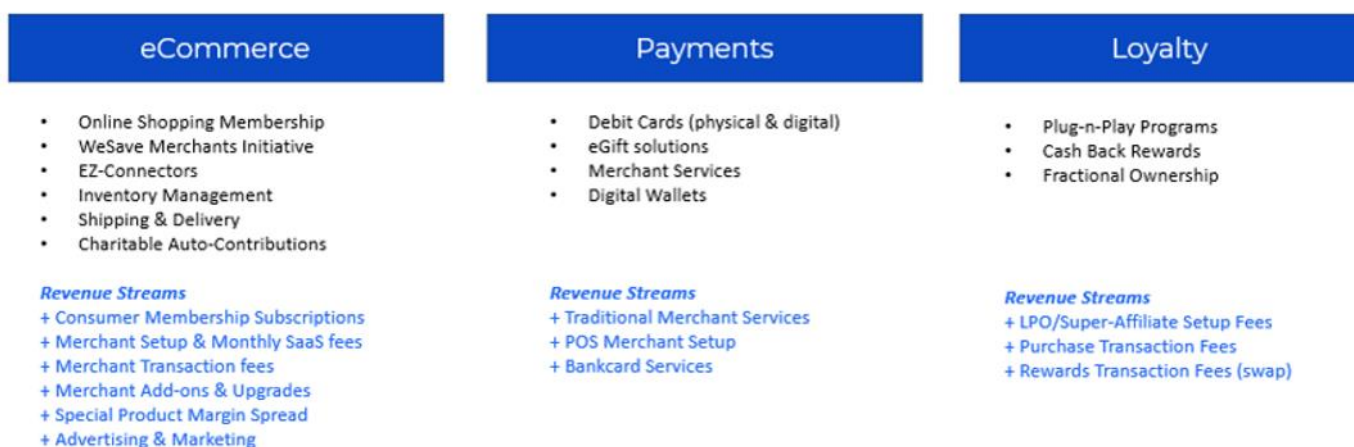 eCommerce
• Online Shopping Membership
• WeSave Merchants Initiative
• EZ-Connectors
• Inventory Management
• Shipping & Delivery
• Charitable Auto-Contributions
Revenue Streams
+ Consumer Membership Subscriptions
+ Merchant Setup & Monthly SaaS fees
+ Merchant Transaction fees
+ Merchant Add-ons & Upgrades
+ Special Product Margin Spread
+ Advertising & Marketing
Payments
• Debit Cards (physical & digital)
• eGift solutions
• Merchant Services
• Digital Wallets
Revenue Streams
+ Traditional Merchant Services
+ POS Merchant Setup
+ Bankcard Services
Loyalty
• Plug-n-Play Programs
• Cash Back Rewards
• Fractional Ownership
Revenue Streams
+ LPO/Super-Affiliate Setup Fees
+ Purchase Transaction Fees
+ Rewards Transaction Fees (swap)